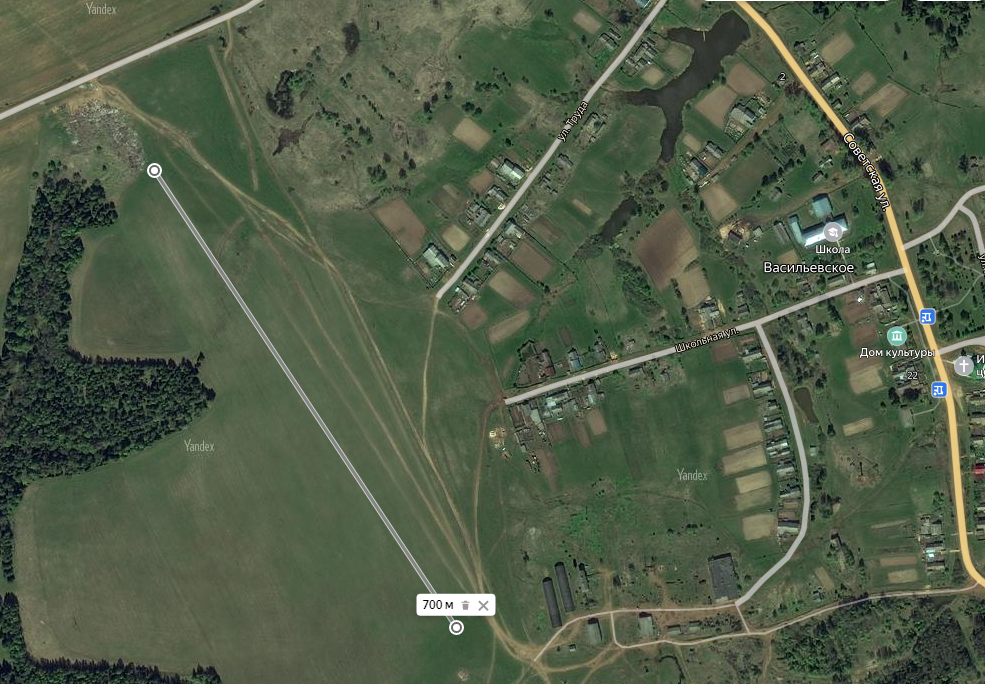 Yandex
ул. Труда
2
Советская ул.
Школа
Васильевское
Школьная ул.
Дом культуры
22
Yandex
Yandex
700 м